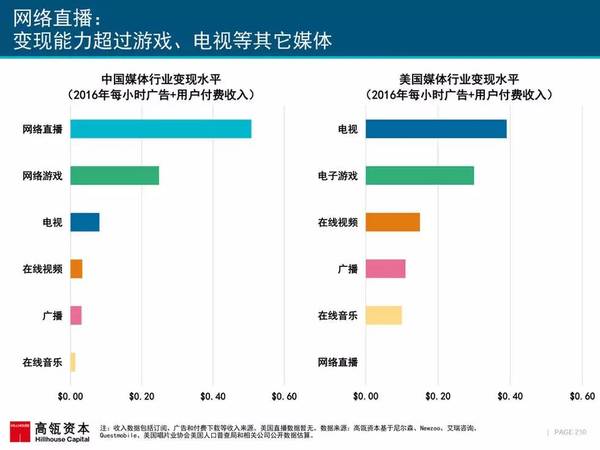 网络直播：
变现能力超过游戏、电视等其它媒体
中国媒体行业变现水平
（2016年每小时广告+用户付费收入）
网络直播
网络游戏
电视
在线视频
广播
在线音乐
$0.00 $0.20 $0.40 $0.60
美国媒体行业变现水平
（2016年每小时广告+用户付费收入）
电视
电子游戏
在线视频
广播
在线音乐
网络直播
$0.00 $0.20 $0.40 $0.60
HILLHOUSE
高瓴资本
Hillhouse Capital
注：收入数据包括订阅、广告和付费下载等收入来源。美国直播数据暂无。数据来源：高瓴资本基于尼尔森、Newzoo、艾瑞咨询、
Questmobile、美国唱片业协会美国人口普查局和相关公司公开数据估算。
| PAGE 230